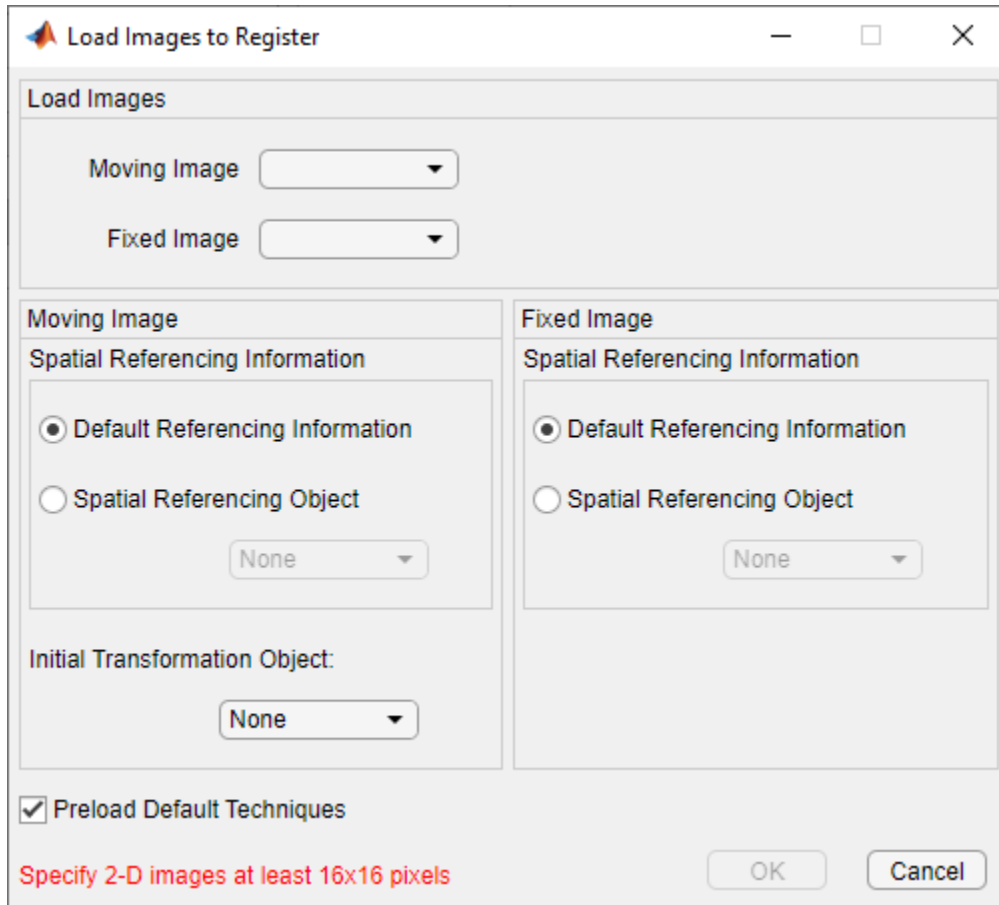 Load Images to Register
Load Images
Moving Image
Fixed Image
Moving Image
Spatial Referencing Information
Default Referencing Information
Spatial Referencing Object
None
Initial Transformation Object:
None
Fixed Image
Spatial Referencing Information
Default Referencing Information
Spatial Referencing Object
None
Preload Default Techniques
Specify 2-D images at least 16x16 pixels
OK
Cancel